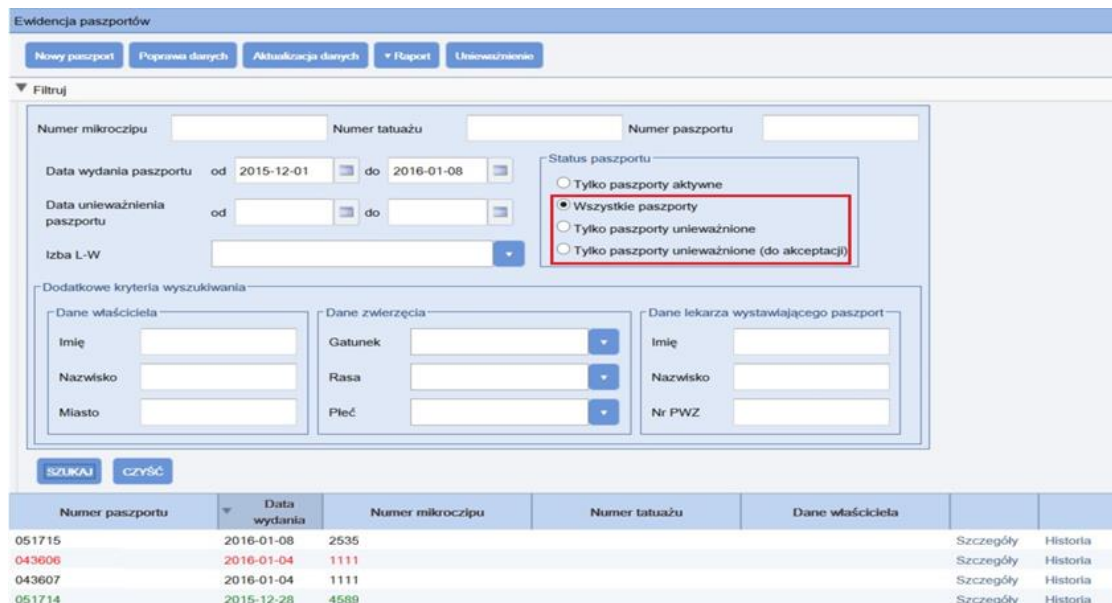 Ewidencja paszportów
Nowy paszport Poprawa danych Aktualizacja danych Raport Unieważnienie
Filtruj
Numer mikroczipu Numer tatuażu Numer paszportu
Status paszportu
Data wydania paszportu od 2015-12-01 do 2016-01-08
Tylko paszporty aktywne
Data unieważnienia
paszportu
od do
Wszystkie paszporty
Tylko paszporty unieważnione
Izba L-W
Tylko paszporty unieważnione (do akceptacji)
Dodatkowe kryteria wyszukiwania
Dane właściciela Dane zwierzęcia Dane lekarza wystawiającego paszport
Imię Gatunek Imię
Nazwisko Rasa Nazwisko
Miasto Płeć Nr PWZ
SZUKAJ CZYŚĆ
Numer paszportu Data
wydania Numer mikroczipu Numer tatuażu Dane właściciela
051715 2016-01-08 2535 Szczegóły Historia
043606 2016-01-04 1111 Szczegóły Historia
043607 2016-01-04 1111 Szczegóły Historia
051714 2015-12-28 4589 Szczegóły Historia